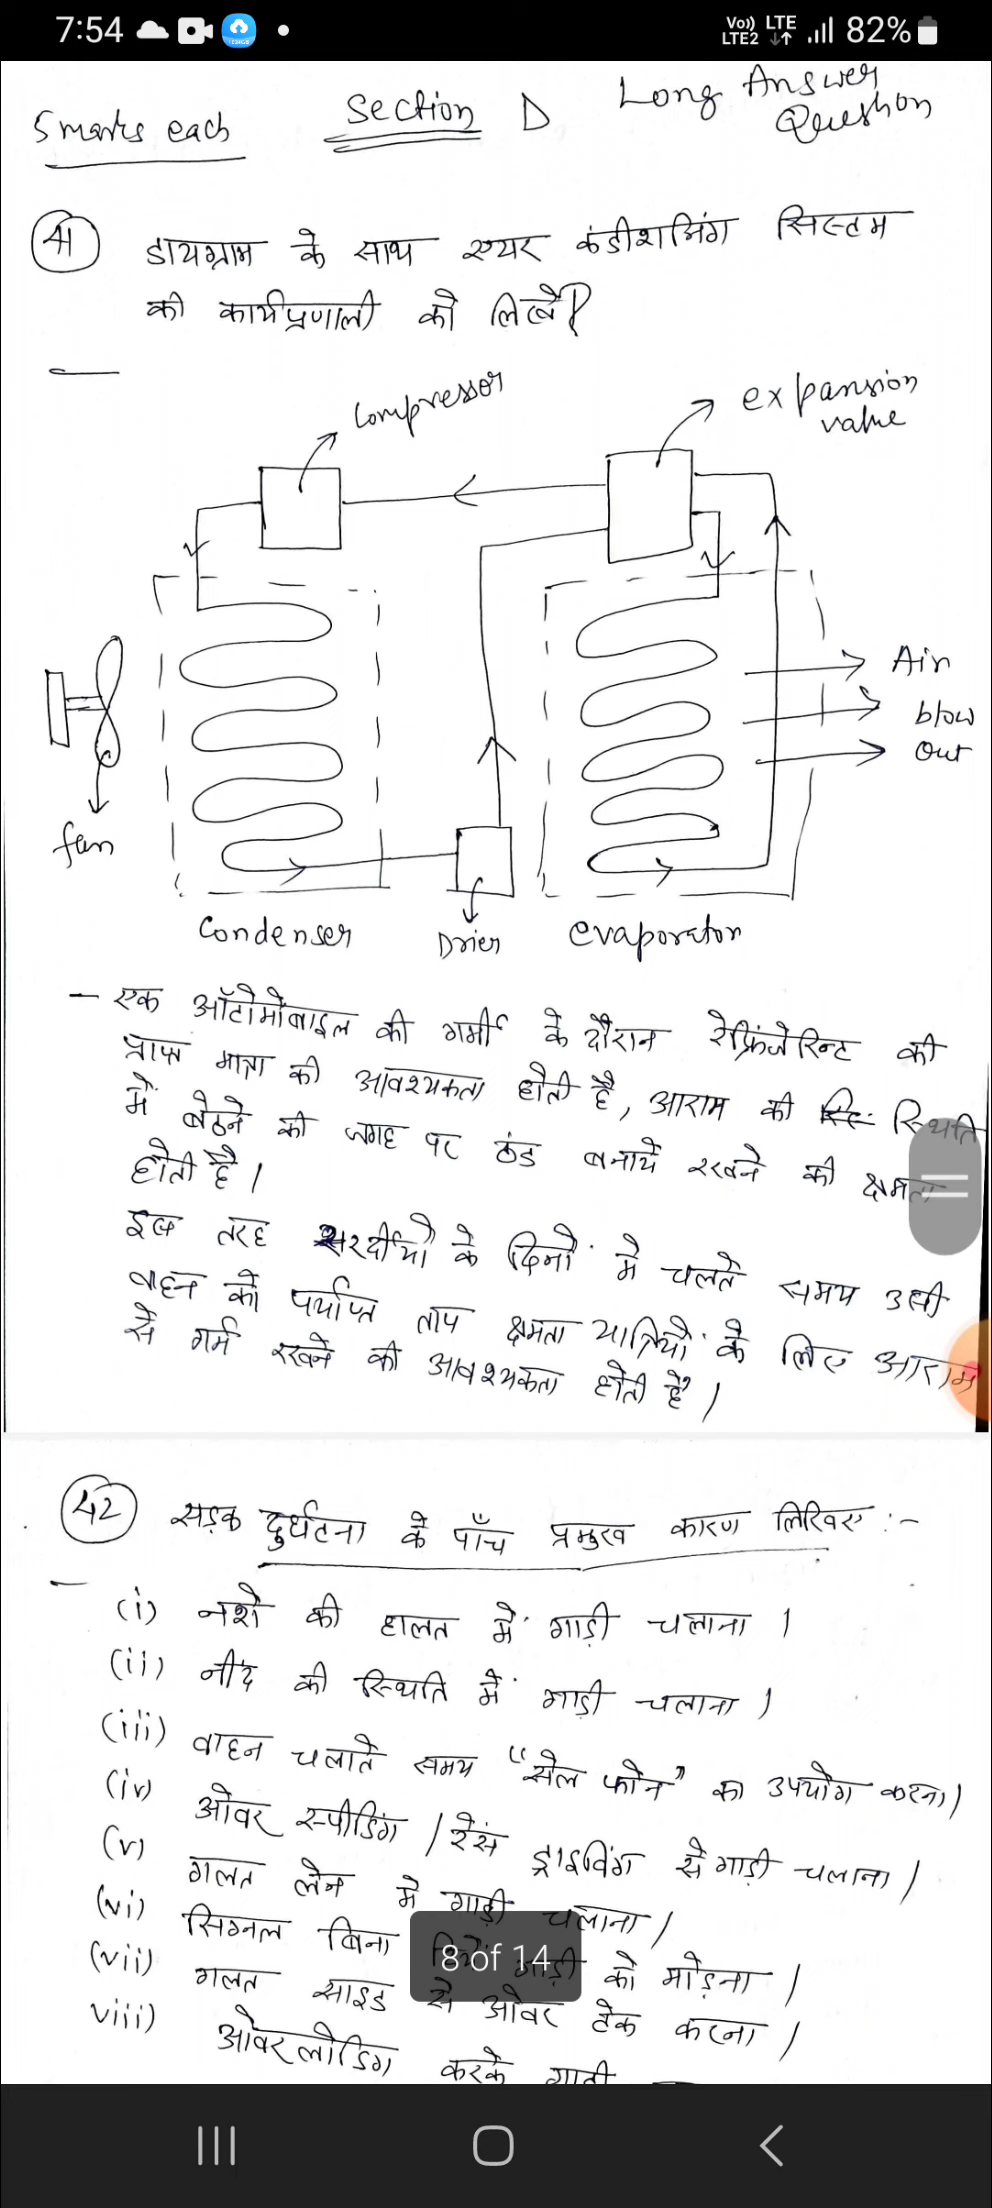 7:54
Vo)) LTE
LTE2
82%
5 marks each Section D Long Answer
Question
41 डायग्राम के साथ एयर कंडीशनिंग सिस्टम
की कार्यप्रणाली को लिखें?
compressor
expansion
valve
Air
blow
out
fan
Condenser
Drier
evaporator
- एक ऑटोमोबाइल की गर्मी के दौरान रेफ्रिजेरिन्ट की
मात्रा की आवश्यकता होती है, आराम की स्थिति
में बैठने की जगह पर ठंड बनाये रखने की क्षमता
होती है।
इस तरह सरदीयो के दिनों में चलते समय उसी
वाहन को पर्याप्त ताप क्षमता यात्रियों के लिए आराम
से गर्म रखने की आवश्यकता होती है।
42 सड़क दुर्घटना के पाँच प्रमुख कारण लिखिए :-
(i) नशे की हालत में गाड़ी चलाना।
(ii) नींद की स्थिति में गाड़ी चलाना।
(iii) वाहन चलाते समय "सेल फोन" का उपयोग करना।
(iv) ओवर स्पीडिंग / रेस ड्राइविंग से गाड़ी चलाना।
(v) गलत लेन में गाड़ी चलाना।
(vi) सिग्नल बिना गाड़ी को मोड़ना।
8 of 14
(vii) गलत साइड से ओवर टेक करना।
viii) ओवरलोडिंग करके गाड़ी